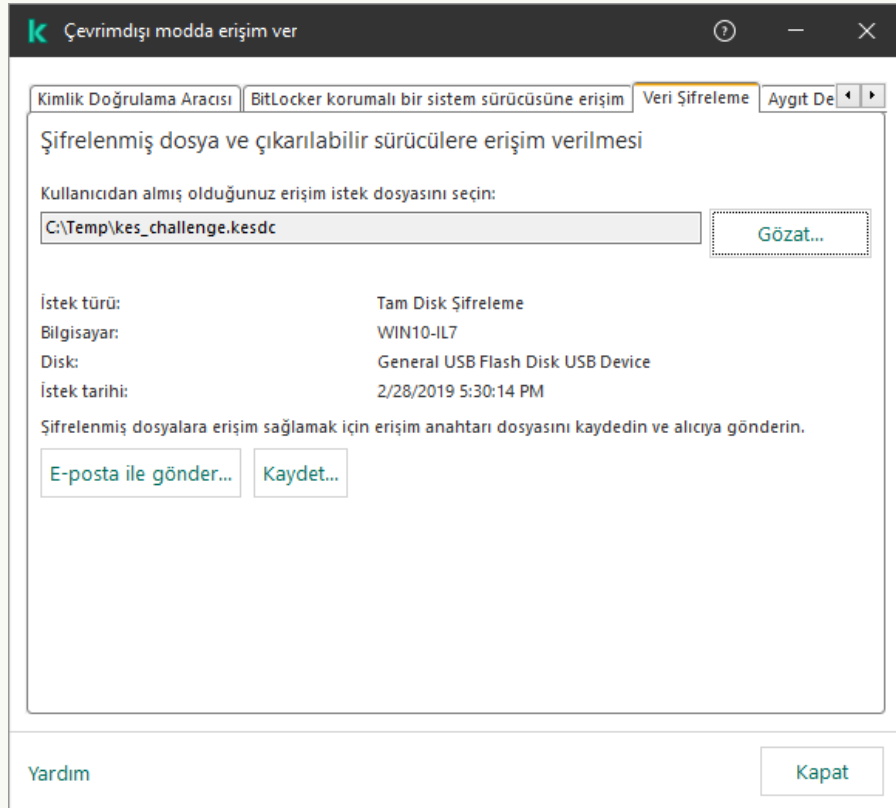 Çevrimdışı modda erişim ver
Kimlik Doğrulama Aracısı BitLocker korumalı bir sistem sürücüsüne erişim Veri Şifreleme Aygıt De
Şifrelenmiş dosya ve çıkarılabilir sürücülere erişim verilmesi
Kullanıcıdan almış olduğunuz erişim istek dosyasını seçin:
C:\Temp\kes_challenge.kesdc Gözat...
İstek türü: Tam Disk Şifreleme
Bilgisayar: WIN10-IL7
Disk: General USB Flash Disk USB Device
İstek tarihi: 2/28/2019 5:30:14 PM
Şifrelenmiş dosyalara erişim sağlamak için erişim anahtarı dosyasını kaydedin ve alıcıya gönderin.
E-posta ile gönder... Kaydet...
Yardım Kapat